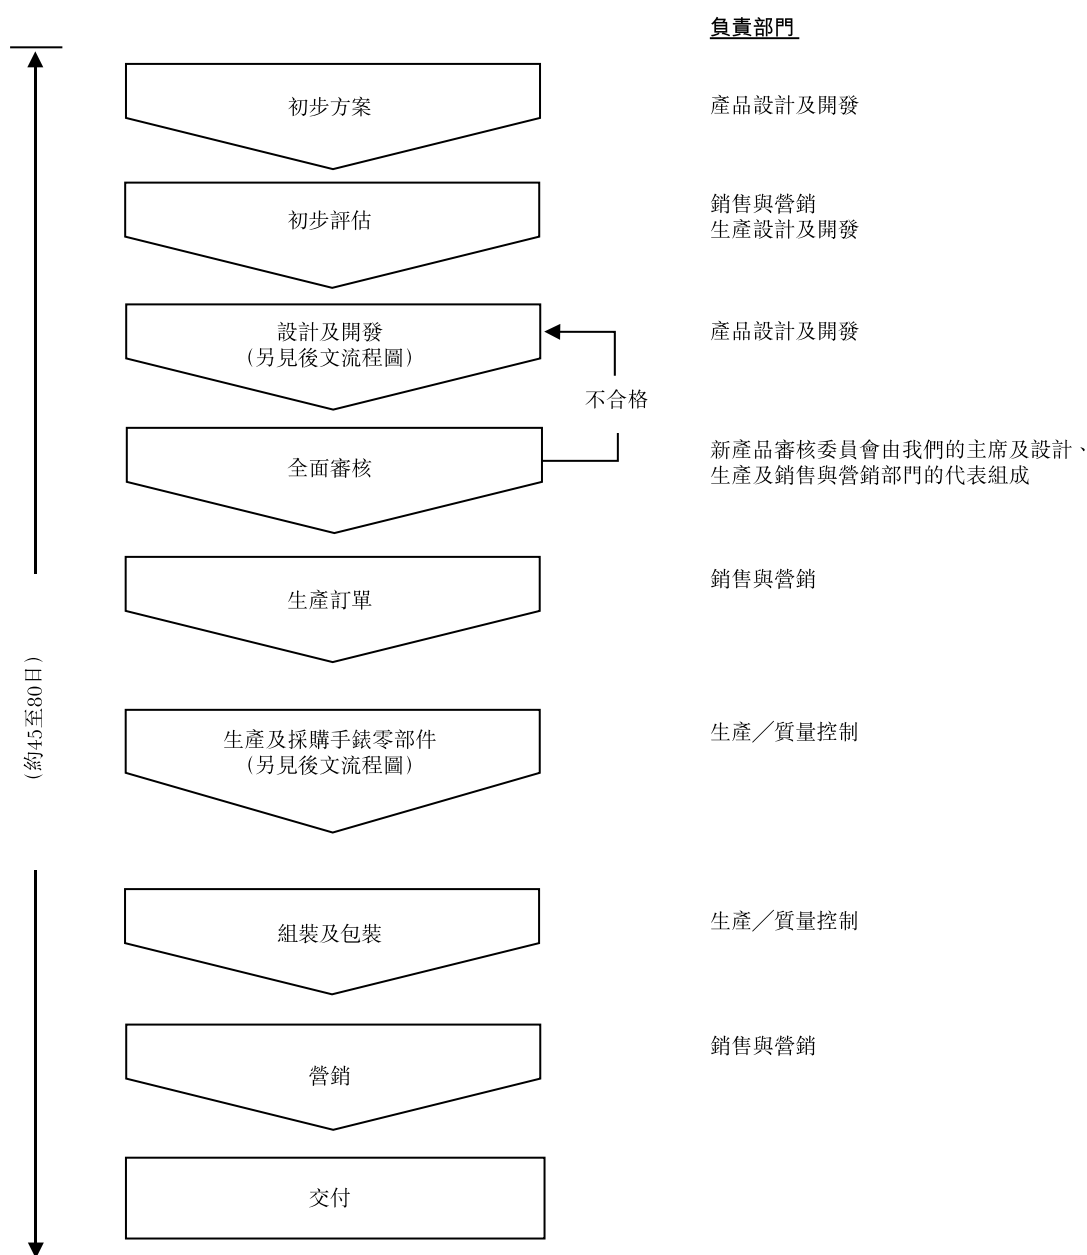 負責部門
初步方案
產品設計及開發
初步評估
銷售與營銷
生產設計及開發
設計及開發
(另見後文流程圖)
產品設計及開發
不合格
全面審核
新產品審核委員會由我們的主席及設計、
生產及銷售與營銷部門的代表組成
生產訂單
銷售與營銷
(約45至80日)
生產及採購手錶零部件
(另見後文流程圖)
生產／質量控制
組裝及包裝
生產／質量控制
營銷
銷售與營銷
交付